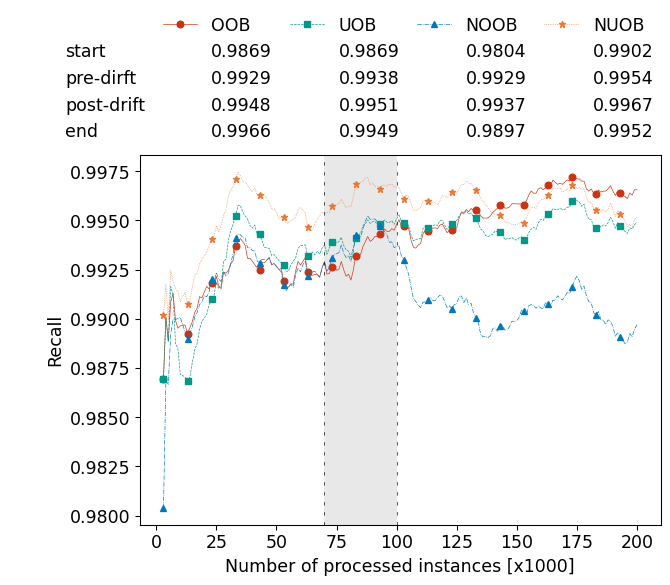 OOB UOB NOOB NUOB
start 0.9869 0.9869 0.9804 0.9902
pre-dirft 0.9929 0.9938 0.9929 0.9954
post-drift 0.9948 0.9951 0.9937 0.9967
end 0.9966 0.9949 0.9897 0.9952
0.9975
0.9950
0.9925
0.9900
0.9875
0.9850
0.9825
0.9800
Recall
0 25 50 75 100 125 150 175 200
Number of processed instances [x1000]